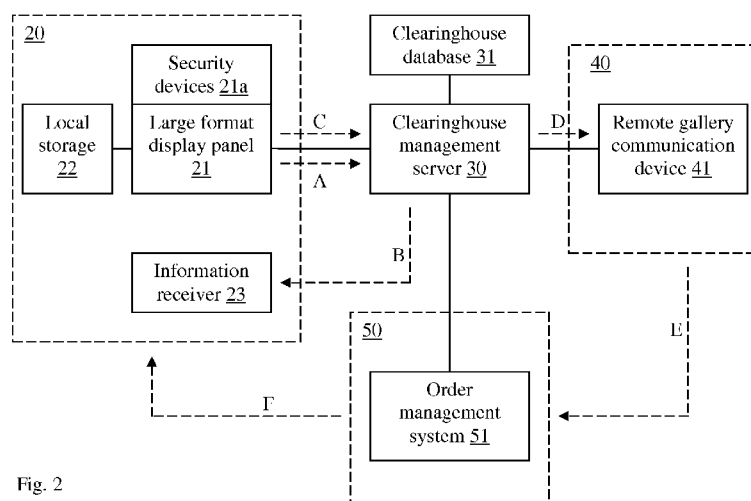 20
Security
devices 21a
Local
storage
22
Large format
display panel
21
Information
receiver 23
C
A
B
Clearinghouse
database 31
Clearinghouse
management
server 30
D
40
Remote gallery
communication
device 41
E
50
Order
management
system 51
F
Fig. 2